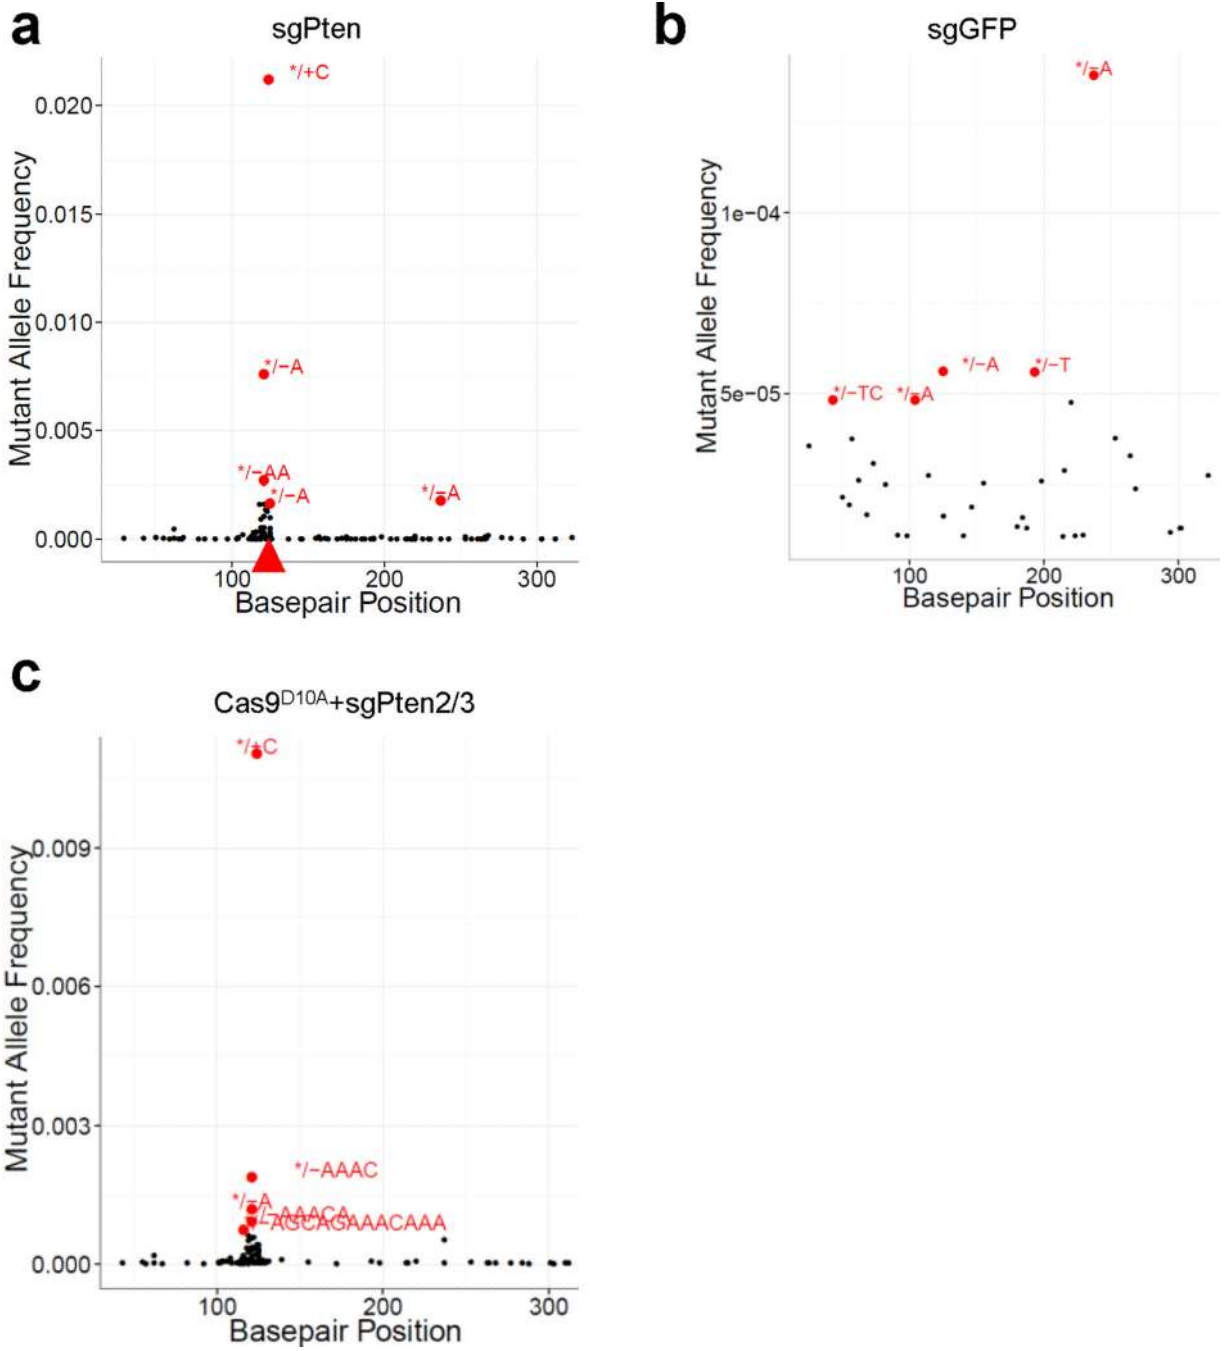 a
sgPten
Mutant Allele Frequency
0.020
0.015
0.010
0.005
0.000
*/+C
*/−A
*/−AA
*/−A
*/−A
100
200
300
Basepair Position
b
sgGFP
Mutant Allele Frequency
1e−04
5e−05
*/−A
*/−A
*/−T
*/−TC
*/−A
100
200
300
Basepair Position
c
Cas9D10A+sgPten2/3
Mutant Allele Frequency
0.009
0.006
0.003
0.000
*/+C
*/−AAAC
*/−A
/−AAACA
AGCAGAAACAAA
100
200
300
Basepair Position